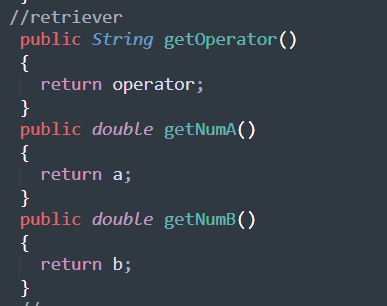 }
//retriever
public String getOperator()
{
return operator;
}
public double getNumA()
{
return a;
}
public double getNumB()
{
return b;
}
//